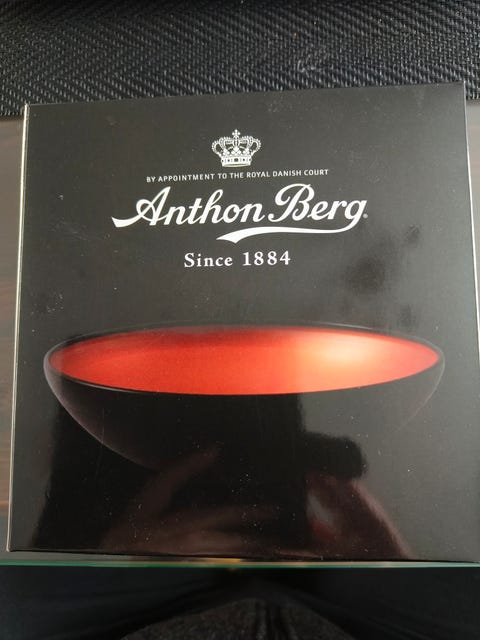 BY APPOINTMENT TO THE ROYAL DANISH COURT
Anthon Berg®
Since 1884